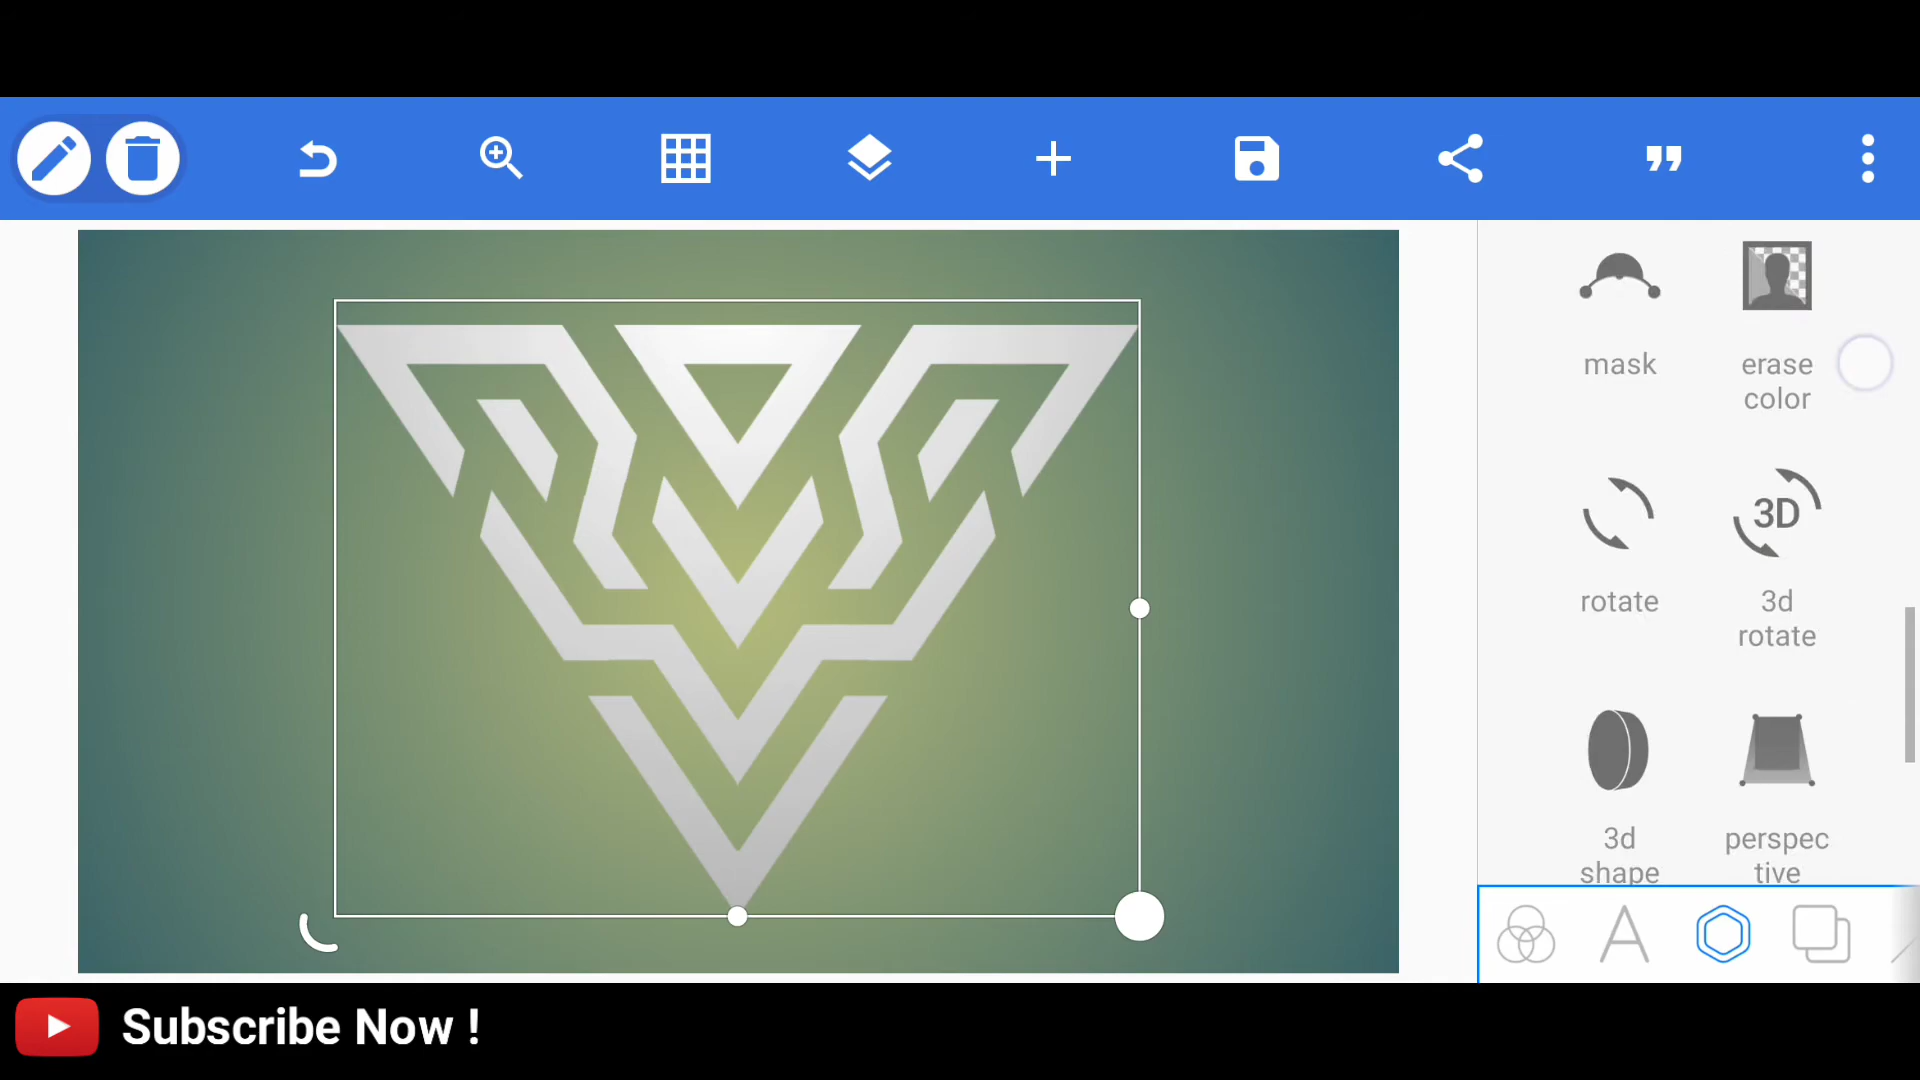 mask
erase
color
rotate
3D
3d
rotate
3d
shape
perspec
tive
A
Subscribe Now !